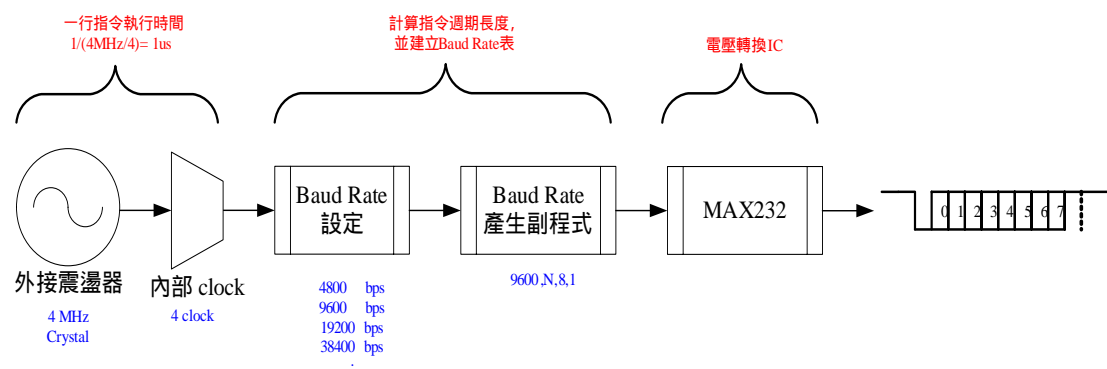 一行指令執行時間
1/(4MHz/4)= 1us
計算指令週期長度,
並建立Baud Rate表
電壓轉換IC
Baud Rate
設定
Baud Rate
產生副程式
MAX232
0 1 2 3 4 5 6 7
外接震盪器
4 MHz
Crystal
內部 clock
4 clock
4800 bps
9600 bps
19200 bps
38400 bps
9600,N,8,1